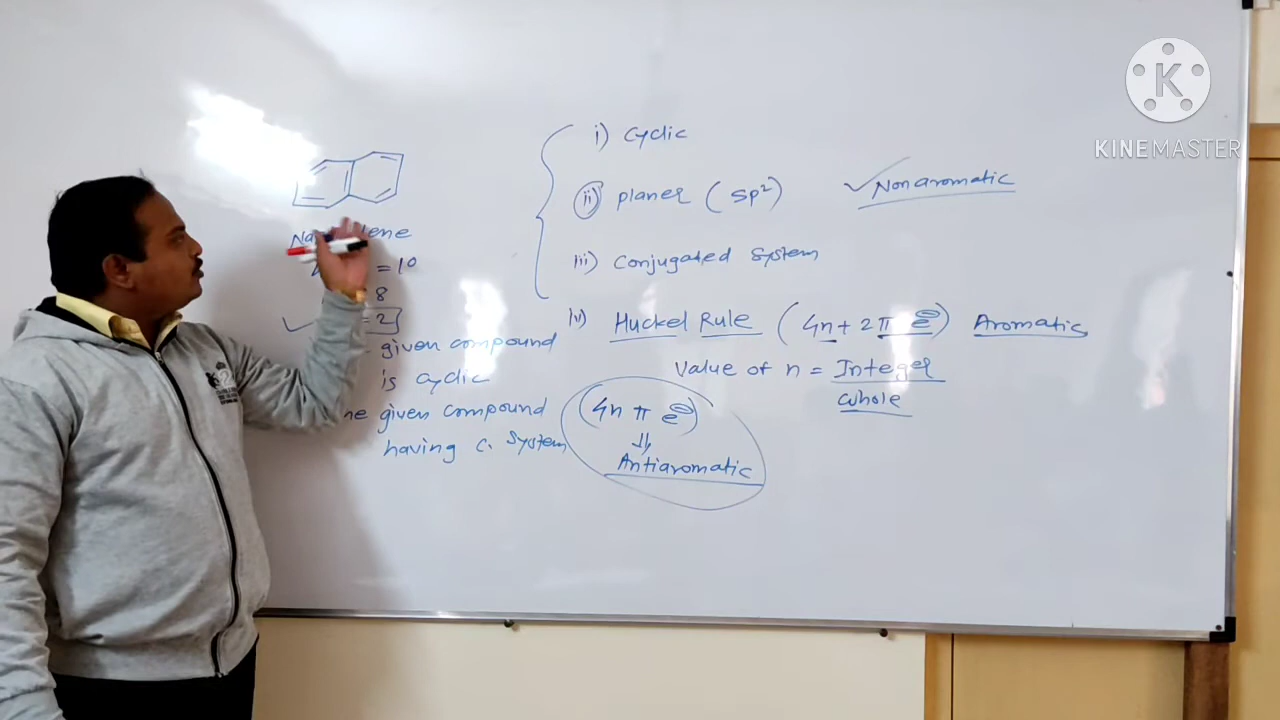 = 10
8
= 2
given compound
is cyclic
given compound
having c. system
i) cyclic
ii) planer (sp²)
iii) conjugated system
iv) Huckel Rule (4n + 2 π e⊖) Aromatic
Value of n = Integer
whole
(4n π e⊖)
⇓
Antiaromatic
✓ Nonaromatic
K
KINEMASTER